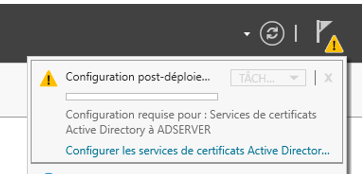 Configuration post-déploie...
TÂCH...
x
Configuration requise pour : Services de certificats
Active Directory à ADSERVER
Configurer les services de certificats Active Director...